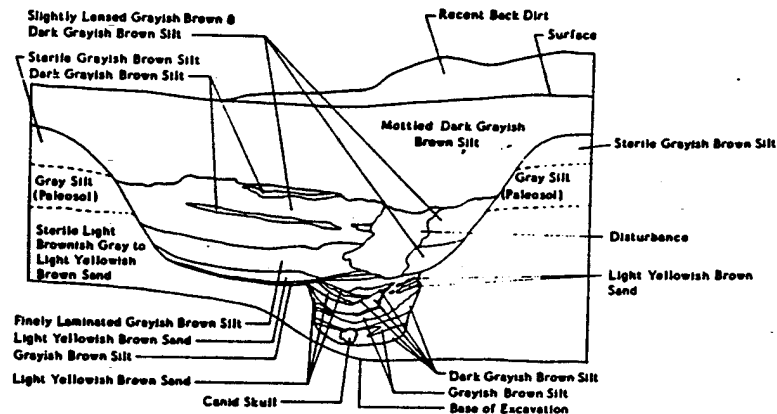 Slightly Lensed Grayish Brown &
Dark Grayish Brown Silt
Recent Back Dirt
Surface
Sterile Grayish Brown Silt
Dark Grayish Brown Silt
Mottled Dark Grayish
Brown Silt
Sterile Grayish Brown Silt
Gray Silt
(Paleosol)
Gray Silt
(Paleosol)
Sterile Light
Brownish Gray to
Light Yellowish
Brown Sand
Disturbance
Light Yellowish Brown
Sand
Finely Laminated Grayish Brown Silt
Light Yellowish Brown Sand
Grayish Brown Silt
Light Yellowish Brown Sand
Canid Skull
Dark Grayish Brown Silt
Grayish Brown Silt
Base of Excavation